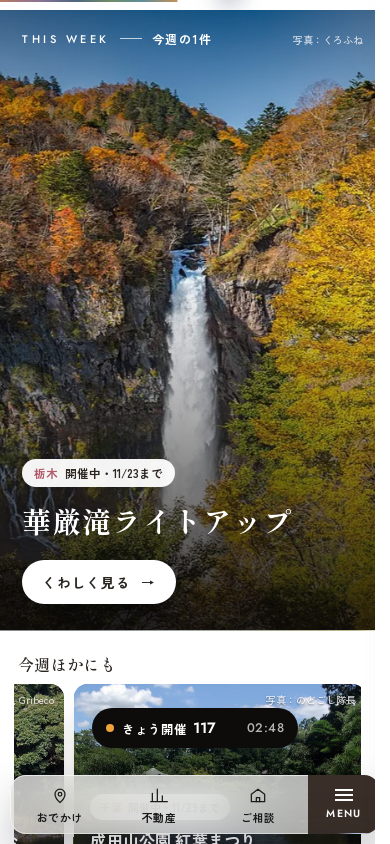 THIS WEEK 今週の1件 写真：くろふね
栃木 開催中・11/23まで
華厳滝ライトアップ
くわしく見る →
今週ほかにも
Gribeco 写真：のとごし隊長
きょう開催 117 02:48
おでかけ 不動産 ご相談 MENU
成田山公園 紅葉まつり